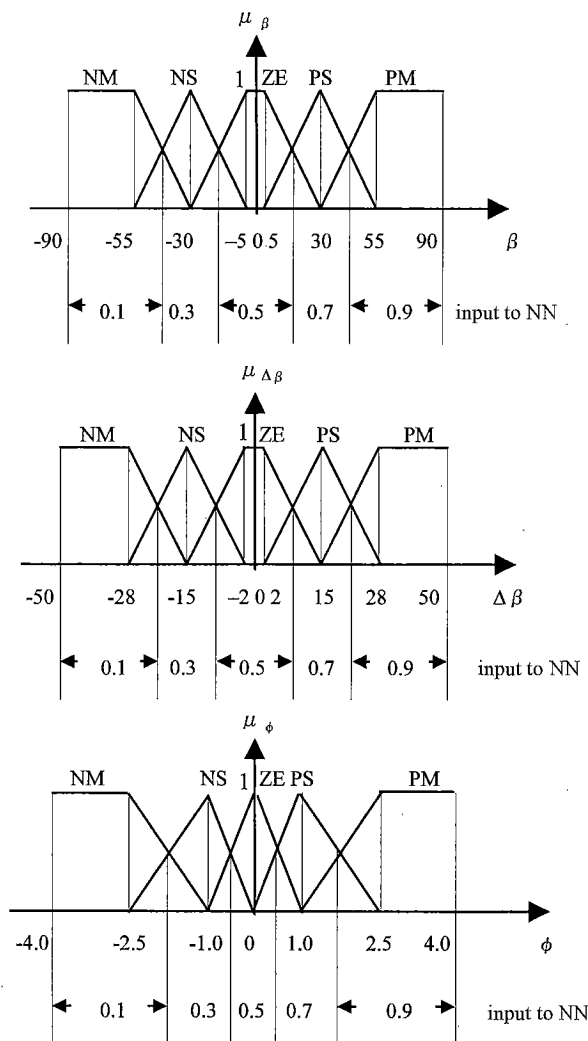 μ β
NM NS 1 ZE PS PM
-90 -55 -30 –5 0.5 30 55 90 β
0.1 0.3 0.5 0.7 0.9 input to NN
μ Δβ
NM NS 1 ZE PS PM
-50 -28 -15 –2 0 2 15 28 50 Δβ
0.1 0.3 0.5 0.7 0.9 input to NN
μ ϕ
NM NS 1 ZE PS PM
-4.0 -2.5 -1.0 0 1.0 2.5 4.0 ϕ
0.1 0.3 0.5 0.7 0.9 input to NN